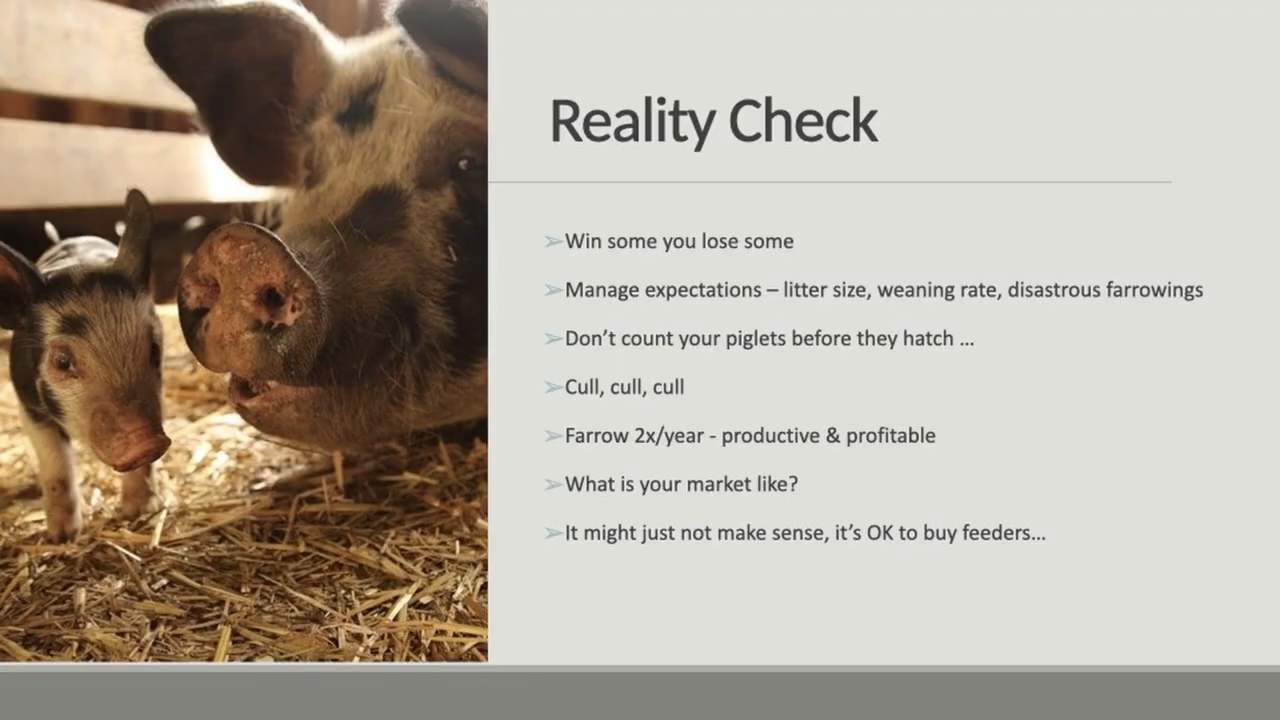 Reality Check
➢Win some you lose some
➢Manage expectations – litter size, weaning rate, disastrous farrowings
➢Don’t count your piglets before they hatch …
➢Cull, cull, cull
➢Farrow 2x/year - productive & profitable
➢What is your market like?
➢It might just not make sense, it’s OK to buy feeders…